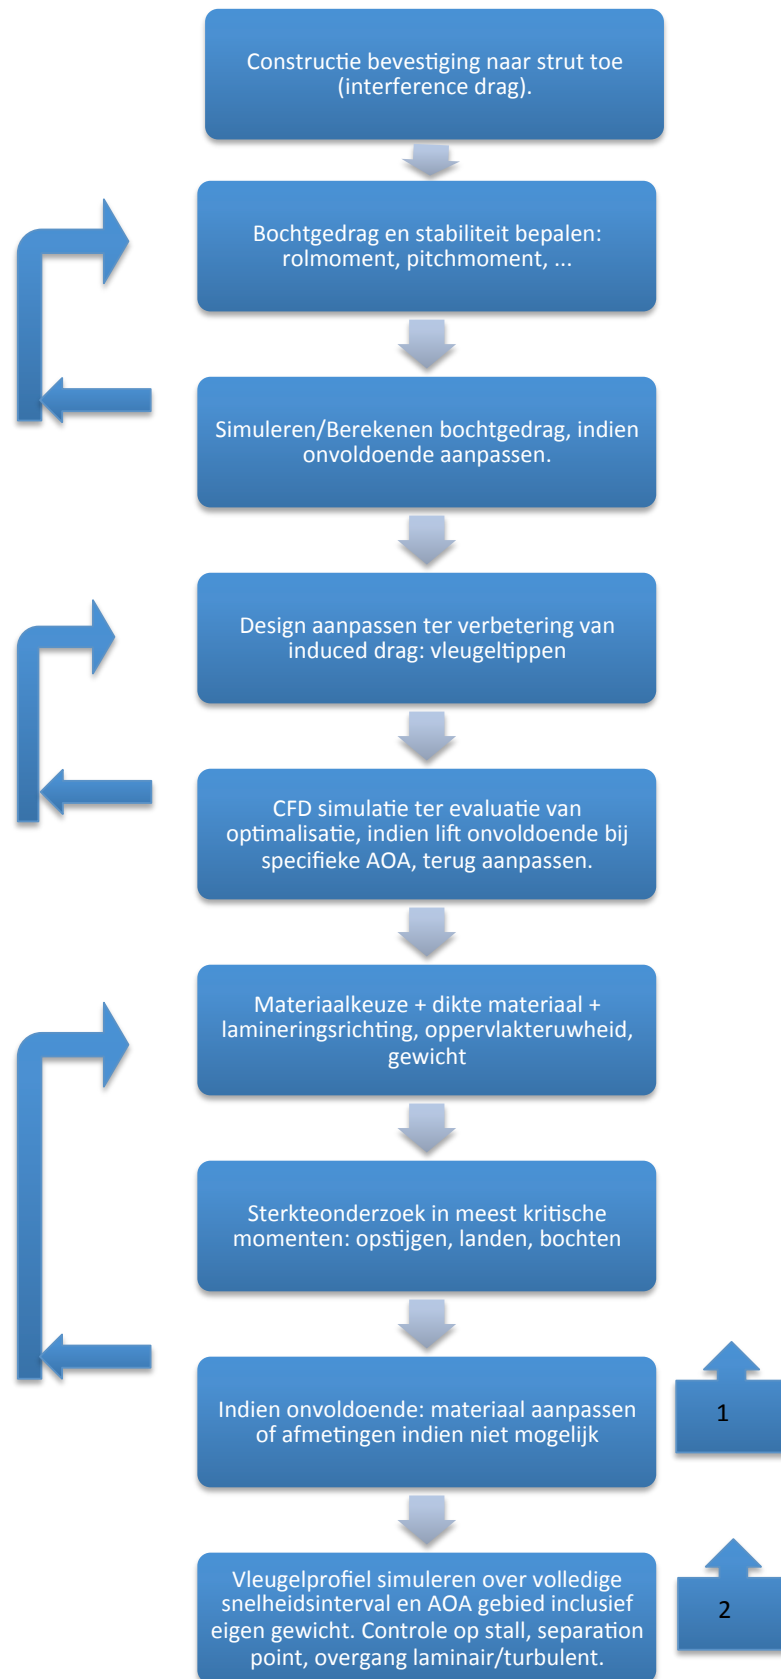 Constructie bevestiging naar strut toe
(interference drag).
Bochtgedrag en stabiliteit bepalen:
rolmoment, pitchmoment, ...
Simuleren/Berekenen bochtgedrag, indien
onvoldoende aanpassen.
Design aanpassen ter verbetering van
induced drag: vleugeltippen
CFD simulatie ter evaluatie van
optimalisatie, indien lift onvoldoende bij
specifieke AOA, terug aanpassen.
Materiaalkeuze + dikte materiaal +
lamineringsrichting, oppervlakteruwheid,
gewicht
Sterkteonderzoek in meest kritische
momenten: opstijgen, landen, bochten
Indien onvoldoende: materiaal aanpassen
of afmetingen indien niet mogelijk
1
Vleugelprofiel simuleren over volledige
snelheidsinterval en AOA gebied inclusief
eigen gewicht. Controle op stall, separation
point, overgang laminair/turbulent.
2